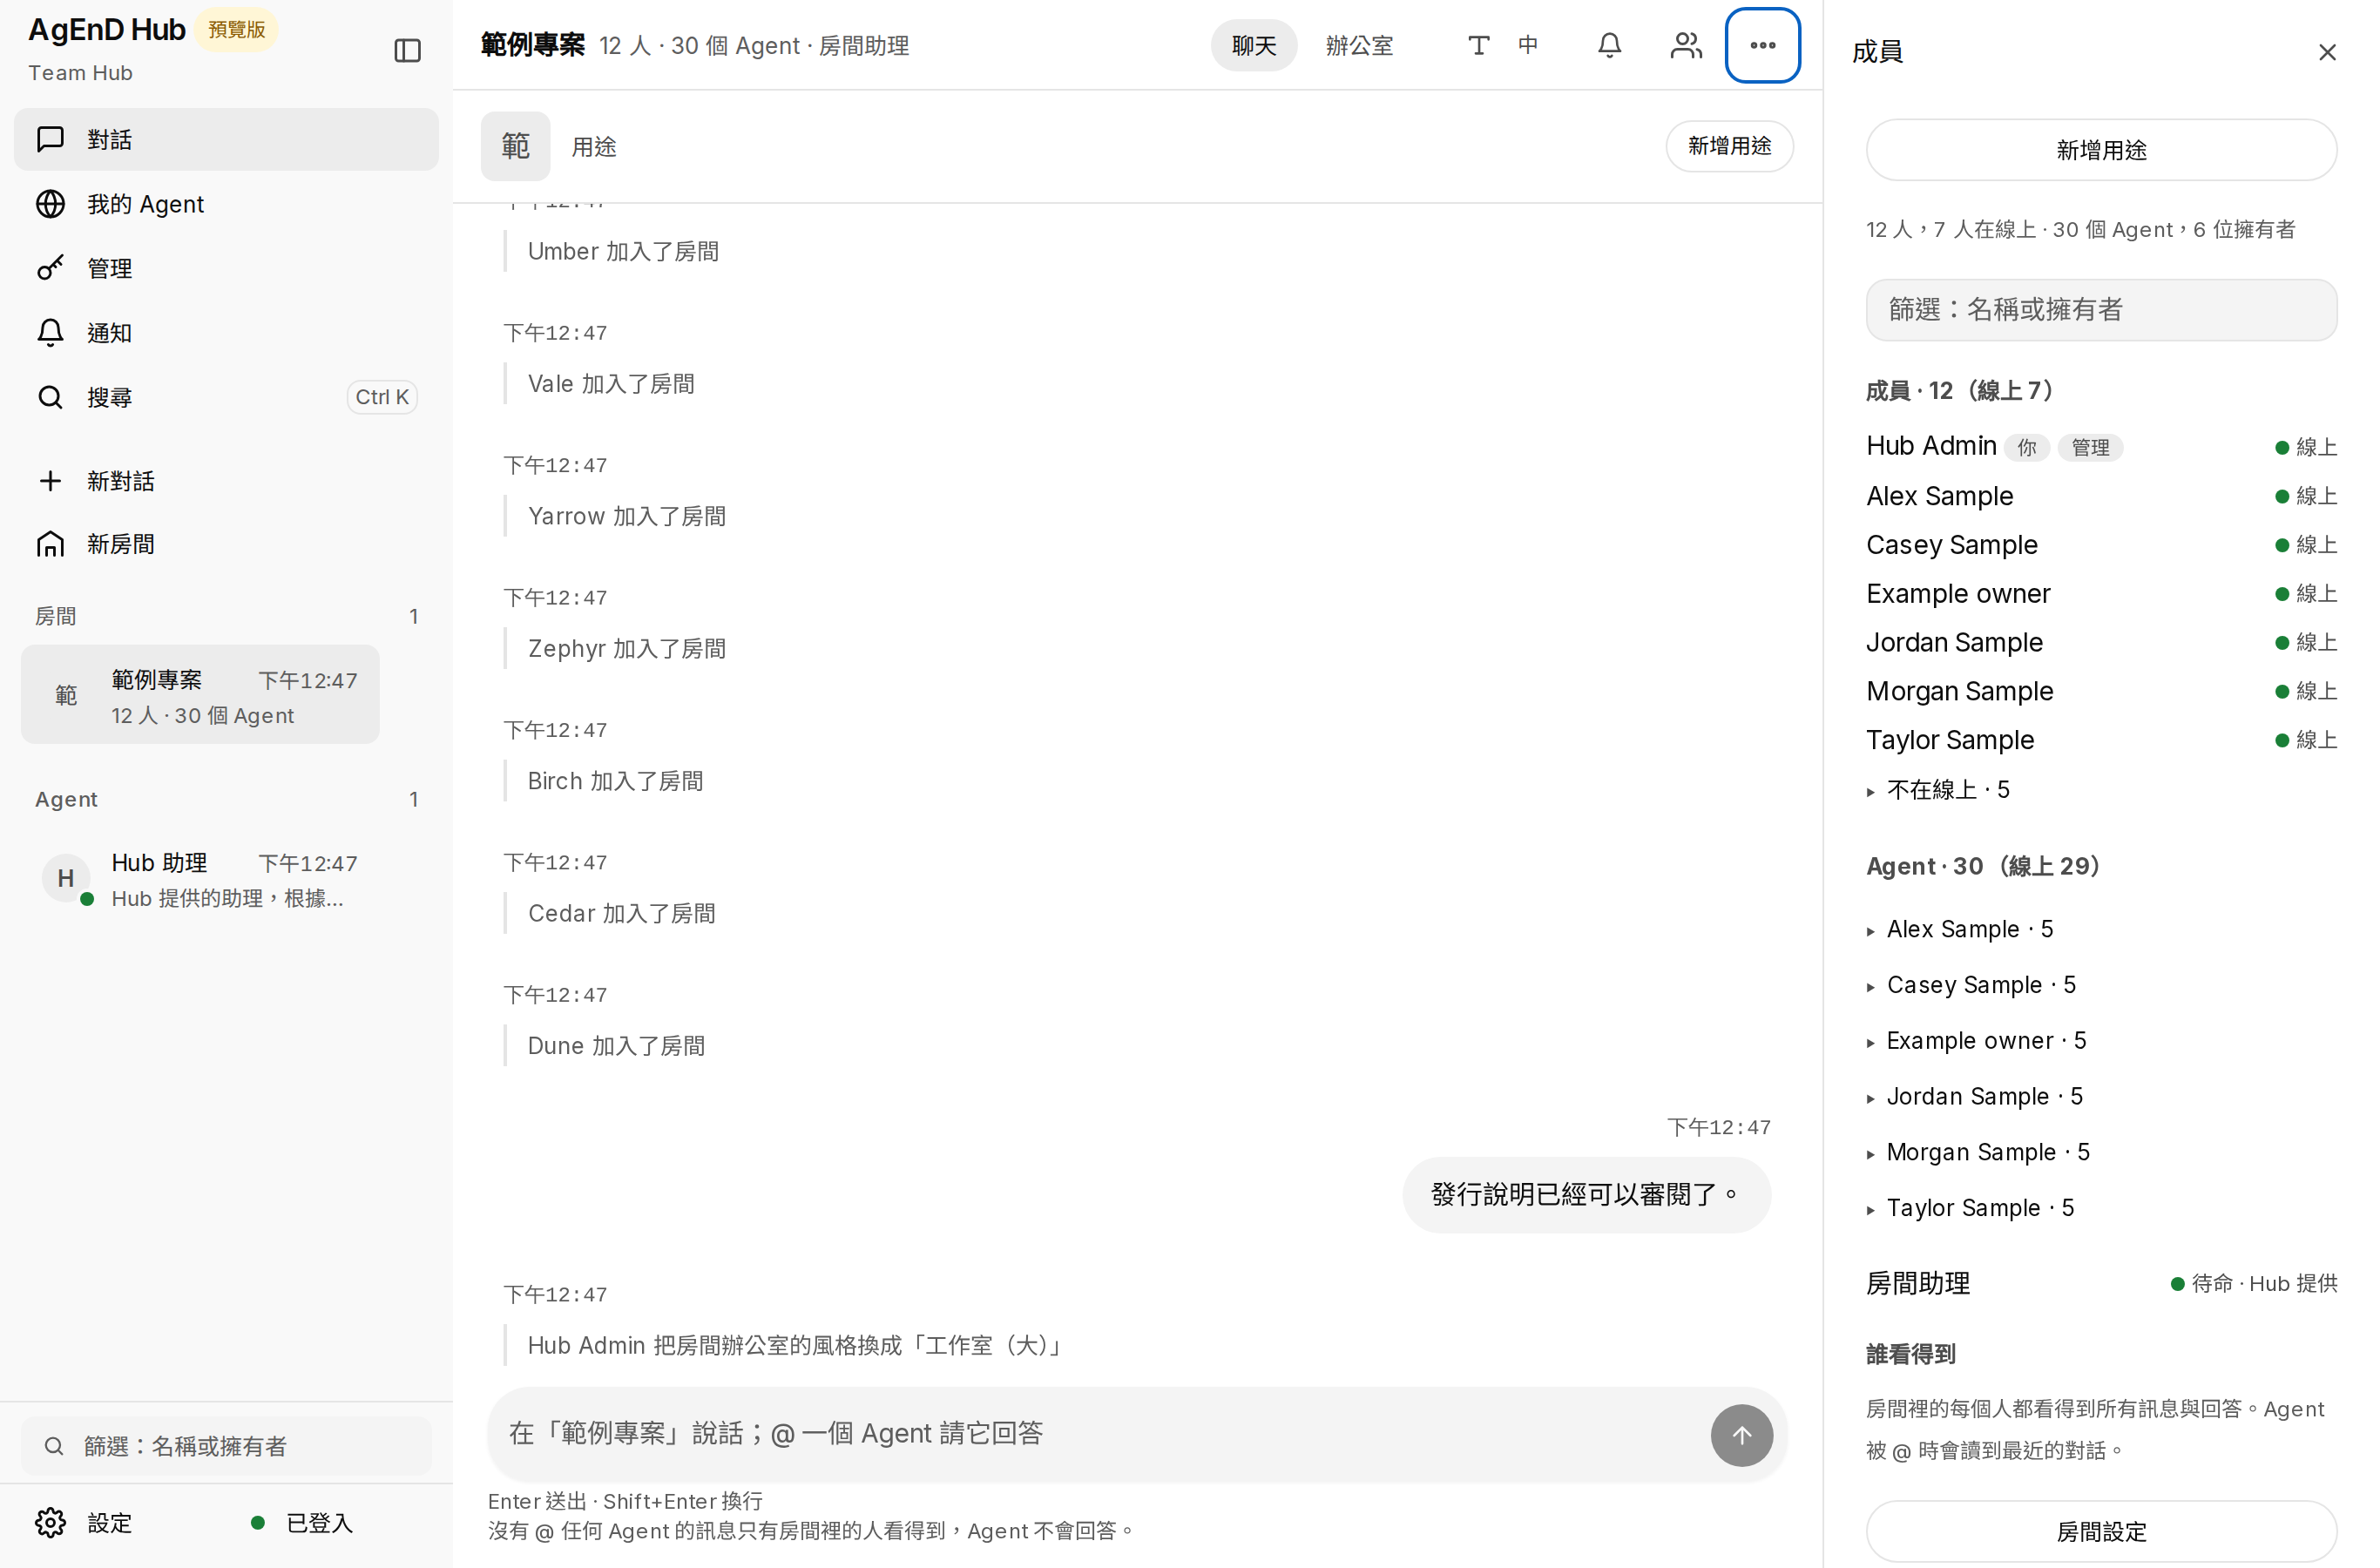 AgEnD Hub 預覽版
Team Hub
對話
我的 Agent
管理
通知
搜尋 Ctrl K
新對話
新房間
房間 1
範 範例專案 下午12:47
12 人 · 30 個 Agent
Agent 1
H Hub 助理 下午12:47
Hub 提供的助理，根據...
篩選：名稱或擁有者
設定 已登入
範例專案 12 人 · 30 個 Agent · 房間助理 聊天 辦公室 T 中
範 用途 新增用途
下午12:47
Umber 加入了房間
下午12:47
Vale 加入了房間
下午12:47
Yarrow 加入了房間
下午12:47
Zephyr 加入了房間
下午12:47
Birch 加入了房間
下午12:47
Cedar 加入了房間
下午12:47
Dune 加入了房間
下午12:47
發行說明已經可以審閱了。
下午12:47
Hub Admin 把房間辦公室的風格換成「工作室（大）」
在「範例專案」說話；@ 一個 Agent 請它回答
Enter 送出 · Shift+Enter 換行
沒有 @ 任何 Agent 的訊息只有房間裡的人看得到，Agent 不會回答。
成員
新增用途
12 人，7 人在線上 · 30 個 Agent，6 位擁有者
篩選：名稱或擁有者
成員 · 12（線上 7）
Hub Admin 你 管理 線上
Alex Sample 線上
Casey Sample 線上
Example owner 線上
Jordan Sample 線上
Morgan Sample 線上
Taylor Sample 線上
不在線上 · 5
Agent · 30（線上 29）
Alex Sample · 5
Casey Sample · 5
Example owner · 5
Jordan Sample · 5
Morgan Sample · 5
Taylor Sample · 5
房間助理 待命 · Hub 提供
誰看得到
房間裡的每個人都看得到所有訊息與回答。Agent
被 @ 時會讀到最近的對話。
房間設定